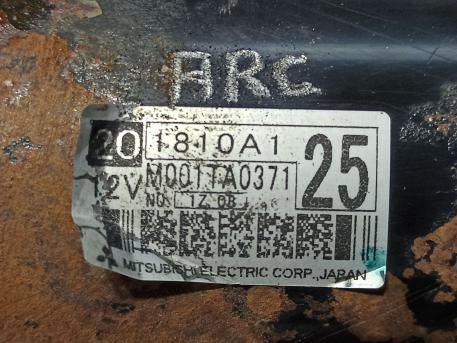 ARC
20 1810A1 25
12V M001TA0371
NO. 1Z 08
MITSUBISHI ELECTRIC CORP., JAPAN